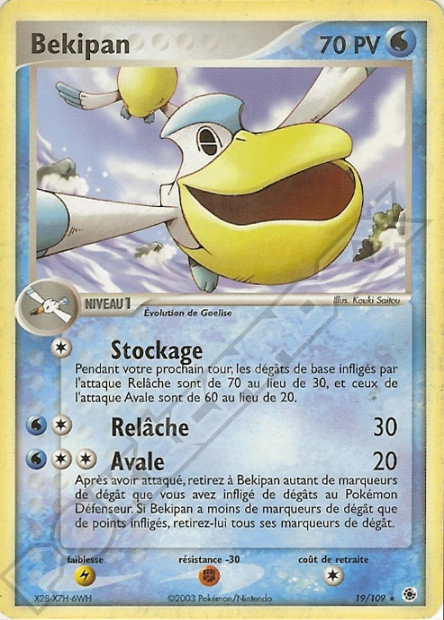 Bekipan 70 PV
Illus. Kouki Saitou
NIVEAU 1
Évolution de Goelise
Stockage
Pendant votre prochain tour, les dégâts de base infligés par
l'attaque Relâche sont de 70 au lieu de 30, et ceux de
l'attaque Avale sont de 60 au lieu de 20.
Relâche 30
Avale 20
Après avoir attaqué, retirez à Bekipan autant de marqueurs
de dégât que vous avez infligé de dégâts au Pokémon
Défenseur. Si Bekipan a moins de marqueurs de dégât que
de points infligés, retirez-lui tous ses marqueurs de dégât.
faiblesse résistance -30 coût de retraite
X28-X7H-6WH ©2003 Pokémon/Nintendo 19/109 ★